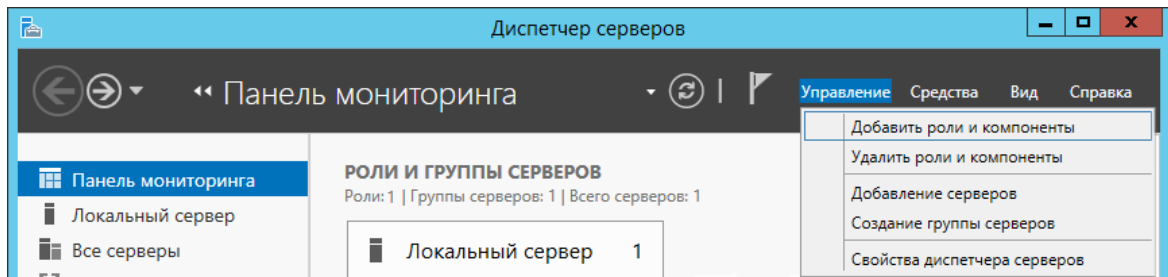 Диспетчер серверов
Панель мониторинга
Управление Средства Вид Справка
Добавить роли и компоненты
Удалить роли и компоненты
Добавление серверов
Создание группы серверов
Свойства диспетчера серверов
Панель мониторинга
Локальный сервер
Все серверы
РОЛИ И ГРУППЫ СЕРВЕРОВ
Роли: 1 | Группы серверов: 1 | Всего серверов: 1
Локальный сервер 1